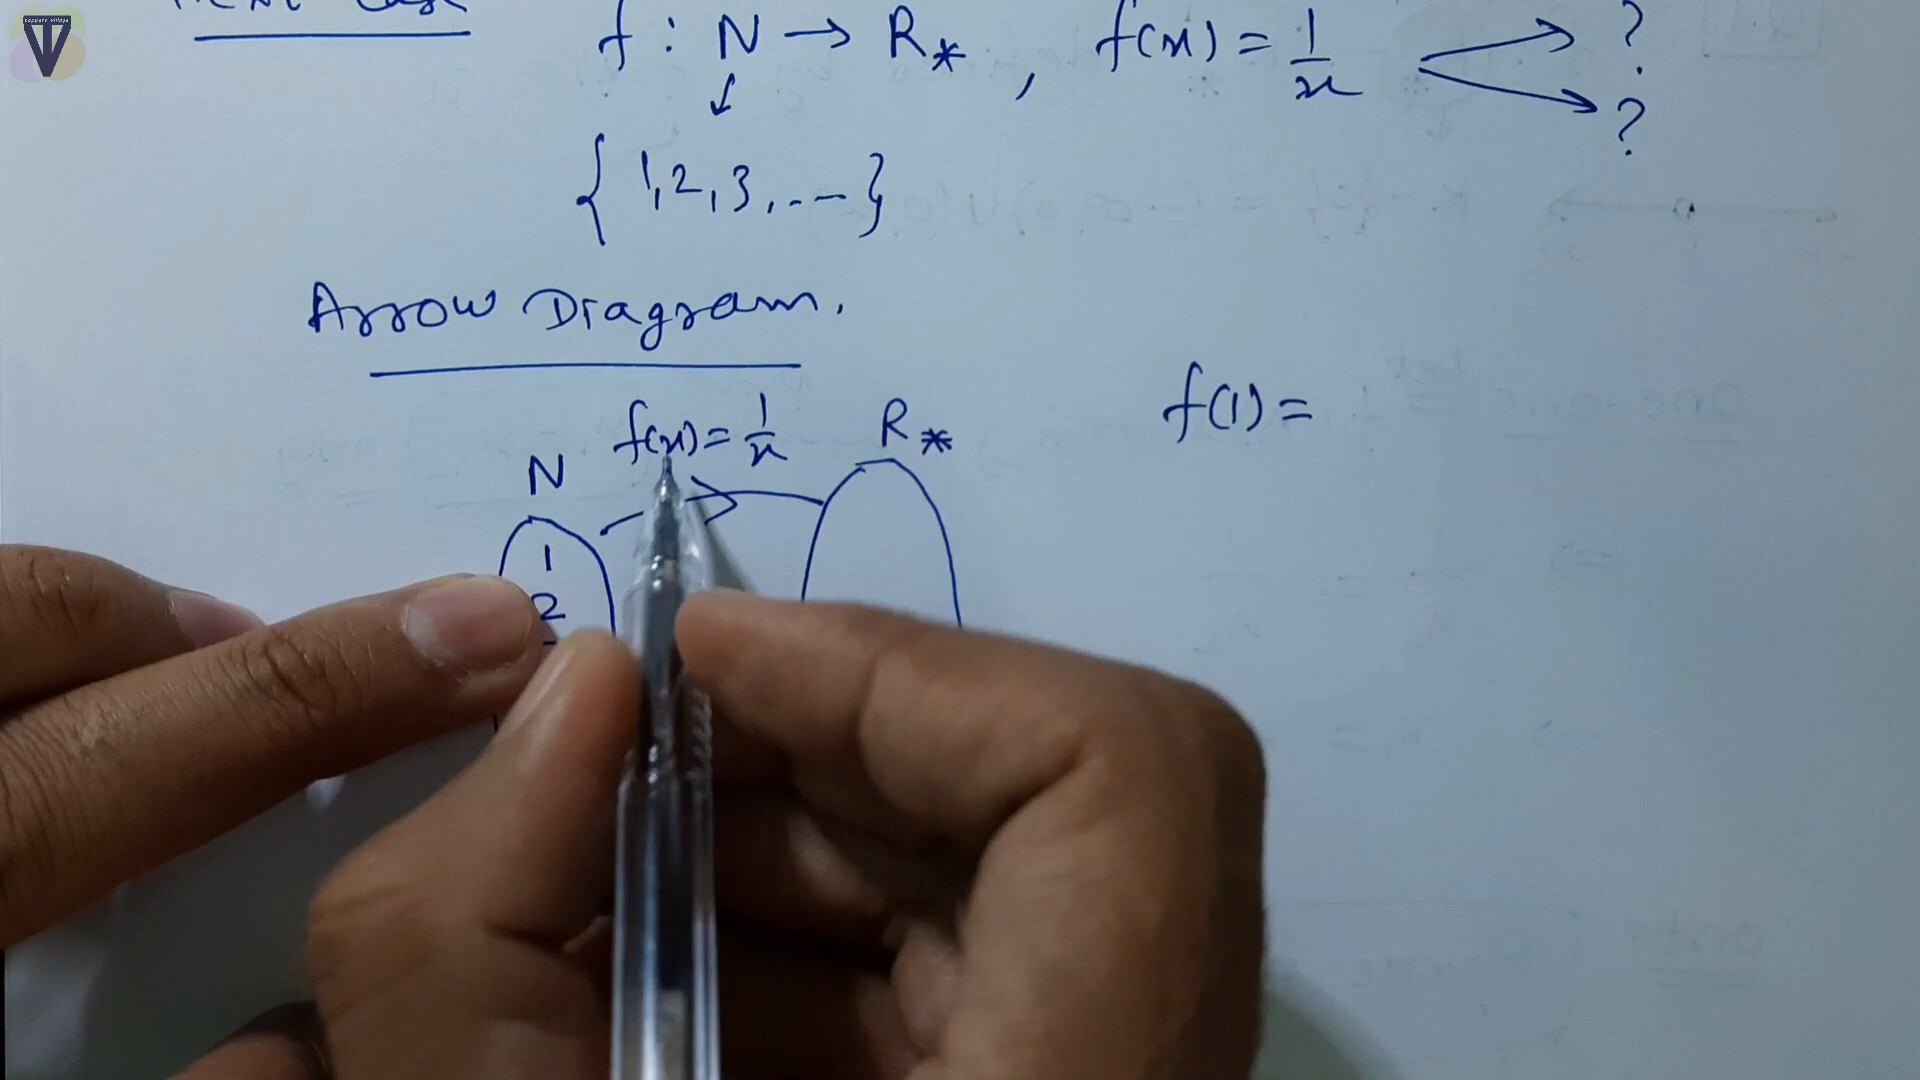 f : N → R* , f(x) = 1/x → ?
→ ?
{ 1, 2, 3, ... }
Arrow Diagram.
f(x) = 1/x
R*
f(1) =
N
1
2